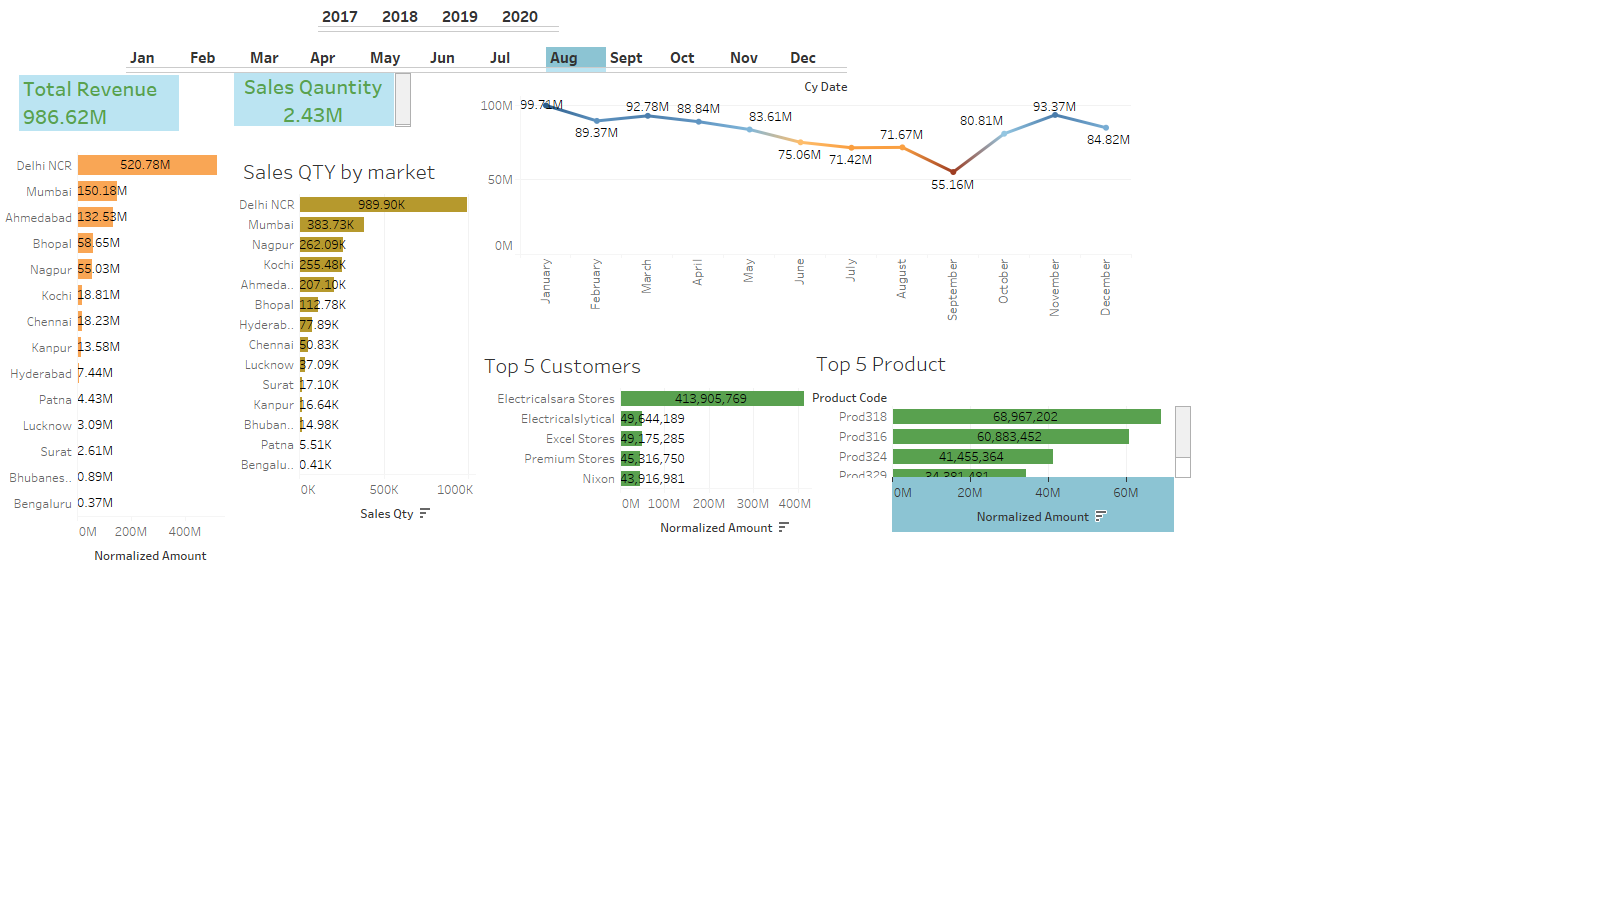 2017 2018 2019 2020
Jan Feb Mar Apr May Jun Jul Aug Sept Oct Nov Dec
Total Revenue
986.62M
Sales Qauntity
2.43M
Delhi NCR 520.78M
Mumbai 150.18M
Ahmedabad 132.53M
Bhopal 58.65M
Nagpur 55.03M
Kochi 18.81M
Chennai 18.23M
Kanpur 13.58M
Hyderabad 7.44M
Patna 4.43M
Lucknow 3.09M
Surat 2.61M
Bhubanes.. 0.89M
Bengaluru 0.37M
0M 200M 400M
Normalized Amount
Sales QTY by market
Delhi NCR 989.90K
Mumbai 383.73K
Nagpur 262.09K
Kochi 255.48K
Ahmeda.. 207.10K
Bhopal 112.78K
Hyderab.. 77.89K
Chennai 50.83K
Lucknow 37.09K
Surat 17.10K
Kanpur 16.64K
Bhuban.. 14.98K
Patna 5.51K
Bengalu.. 0.41K
0K 500K 1000K
Sales Qty
Cy Date
100M
50M
0M
99.71M 89.37M 92.78M 88.84M 83.61M 75.06M 71.42M 71.67M 55.16M 80.81M 93.37M 84.82M
January February March April May June July August September October November December
Top 5 Customers
Electricalsara Stores 413,905,769
Electricalslytical 49,644,189
Excel Stores 49,175,285
Premium Stores 45,316,750
Nixon 43,916,981
0M 100M 200M 300M 400M
Normalized Amount
Top 5 Product
Product Code
Prod318 68,967,202
Prod316 60,883,452
Prod324 41,455,364
Prod329 34,381,481
0M 20M 40M 60M
Normalized Amount